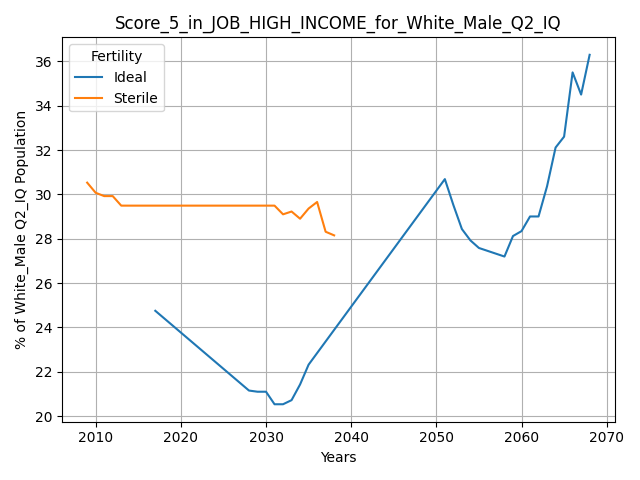 Score_5_in_JOB_HIGH_INCOME_for_White_Male_Q2_IQ
Fertility
Ideal
Sterile
% of White_Male Q2_IQ Population
36
34
32
30
28
26
24
22
20
2010 2020 2030 2040 2050 2060 2070
Years